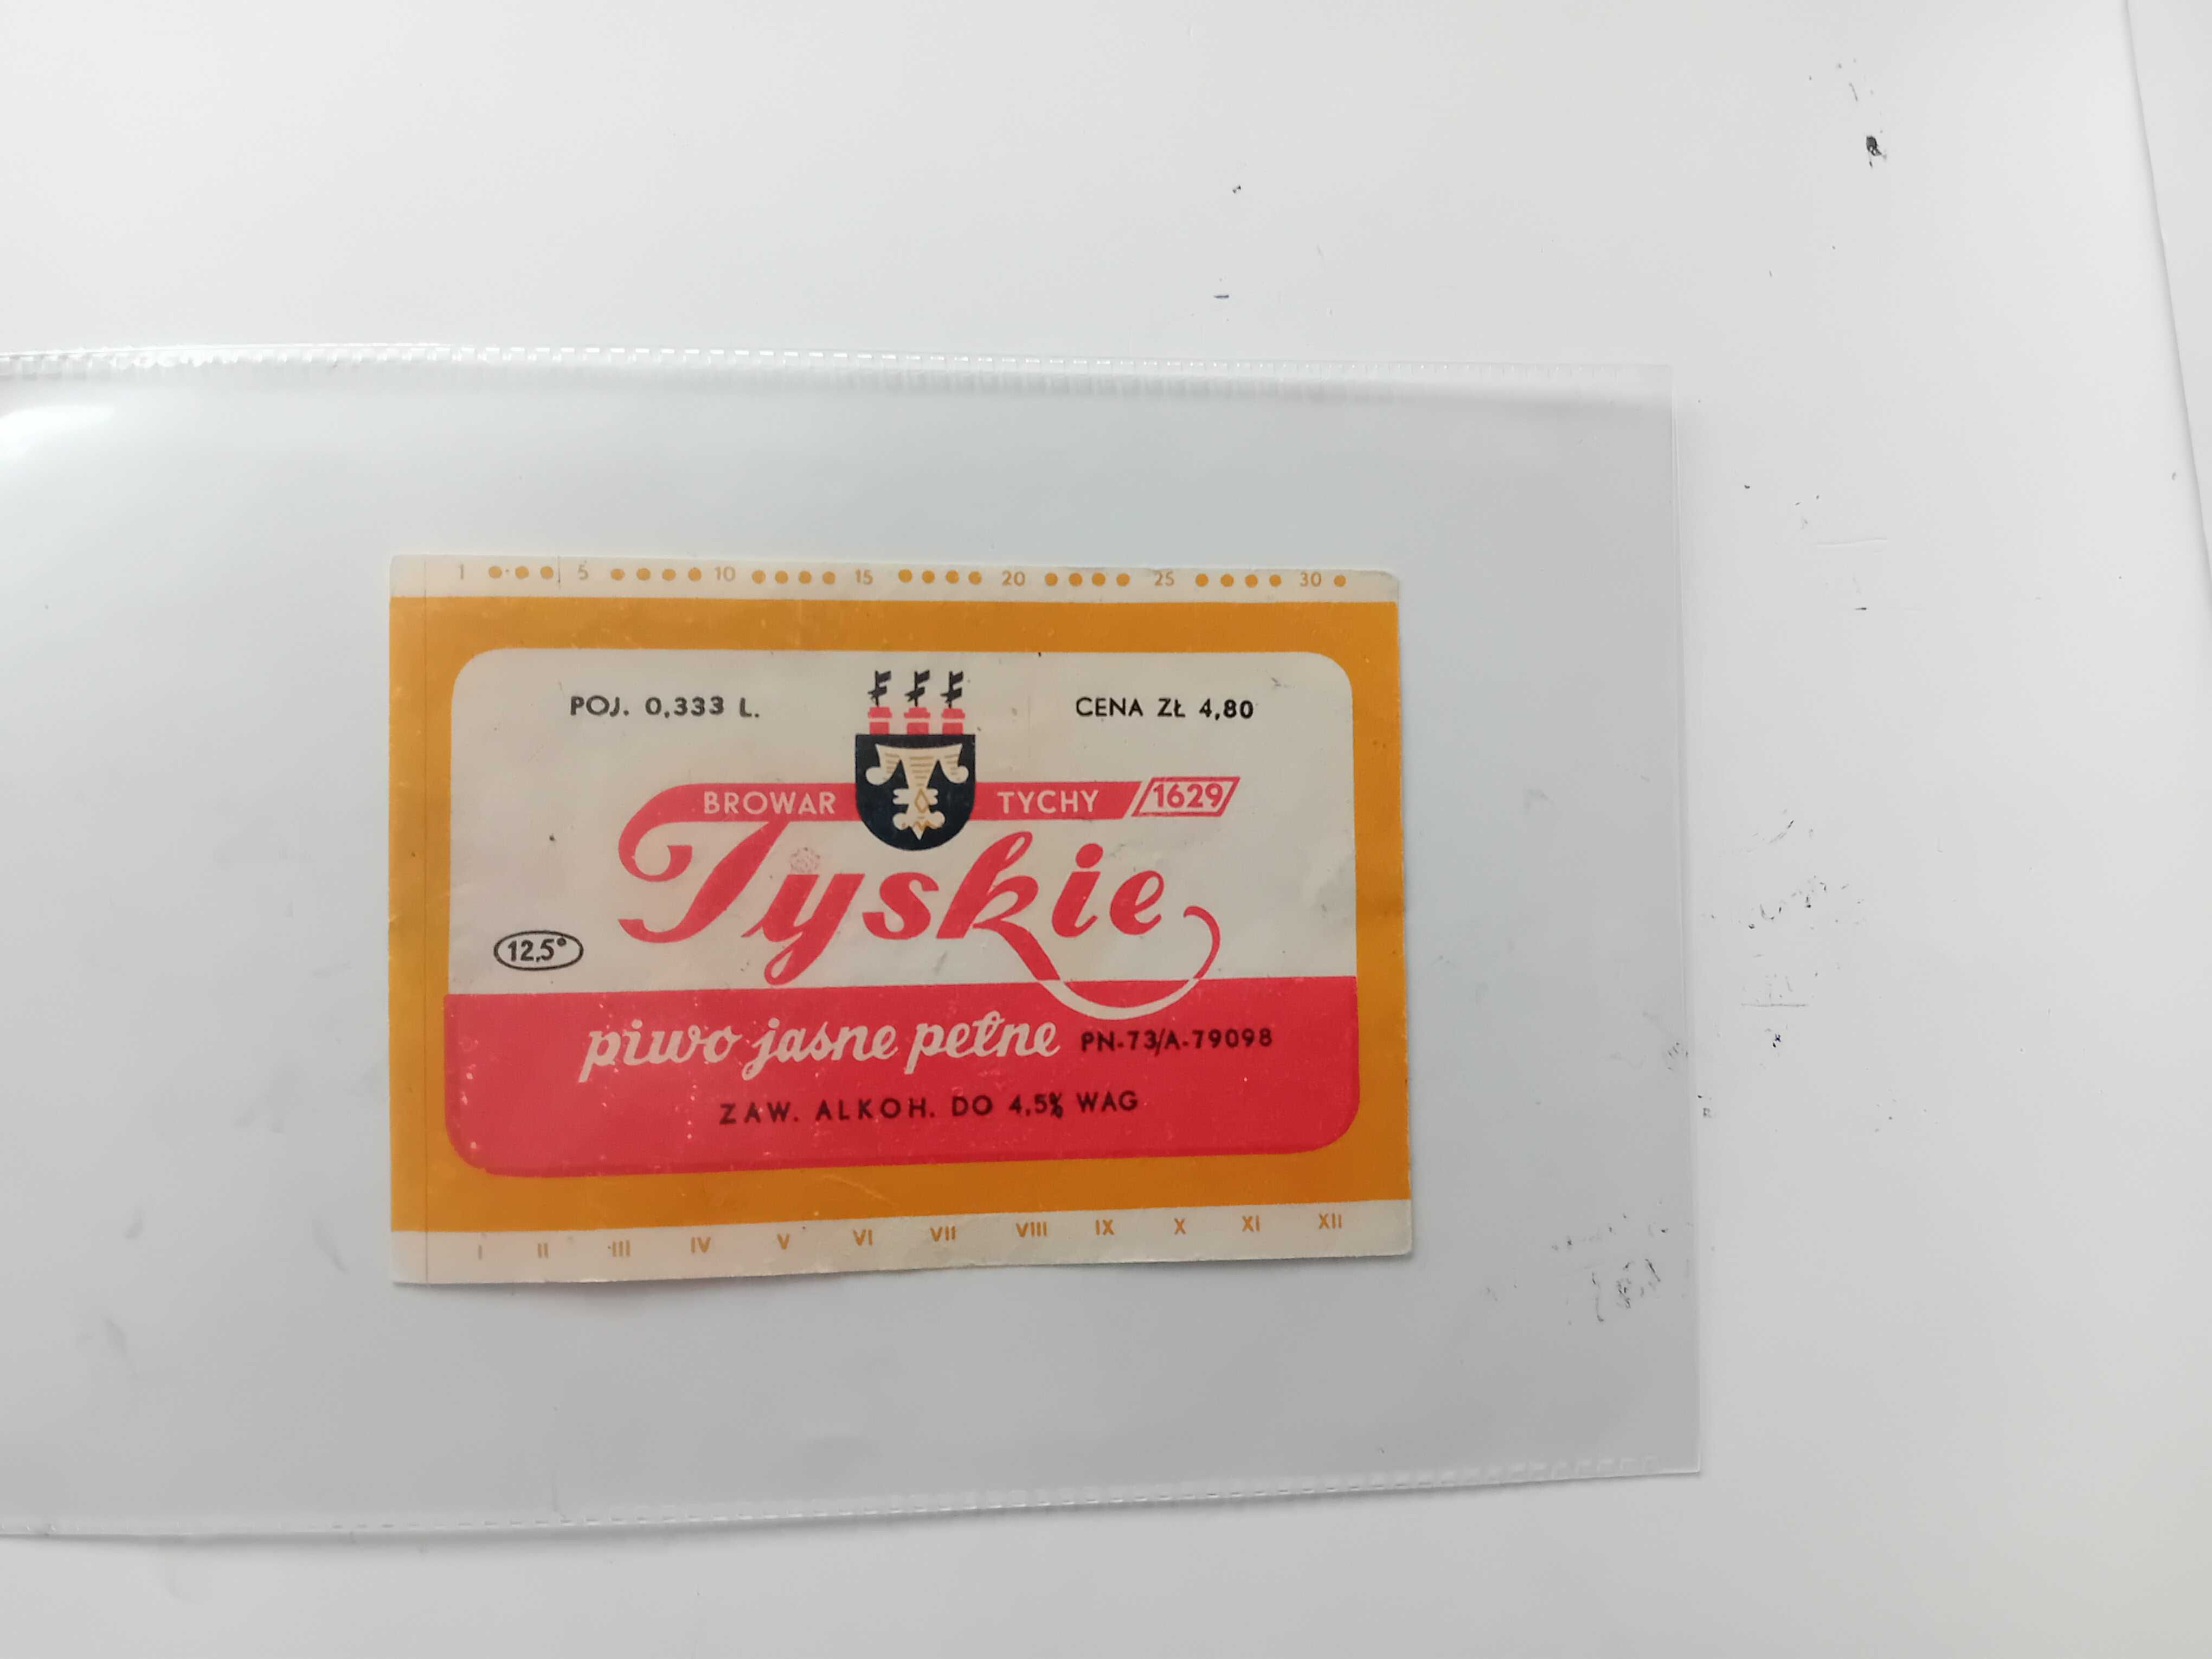 1 5 10 15 20 25 30
POJ. 0,333 L. CENA ZŁ 4,80
BROWAR TYCHY 1629
Tyskie
12,5°
piwo jasne pełne PN-73/A-79098
ZAW. ALKOH. DO 4,5% WAG
I II III IV V VI VII VIII IX X XI XII